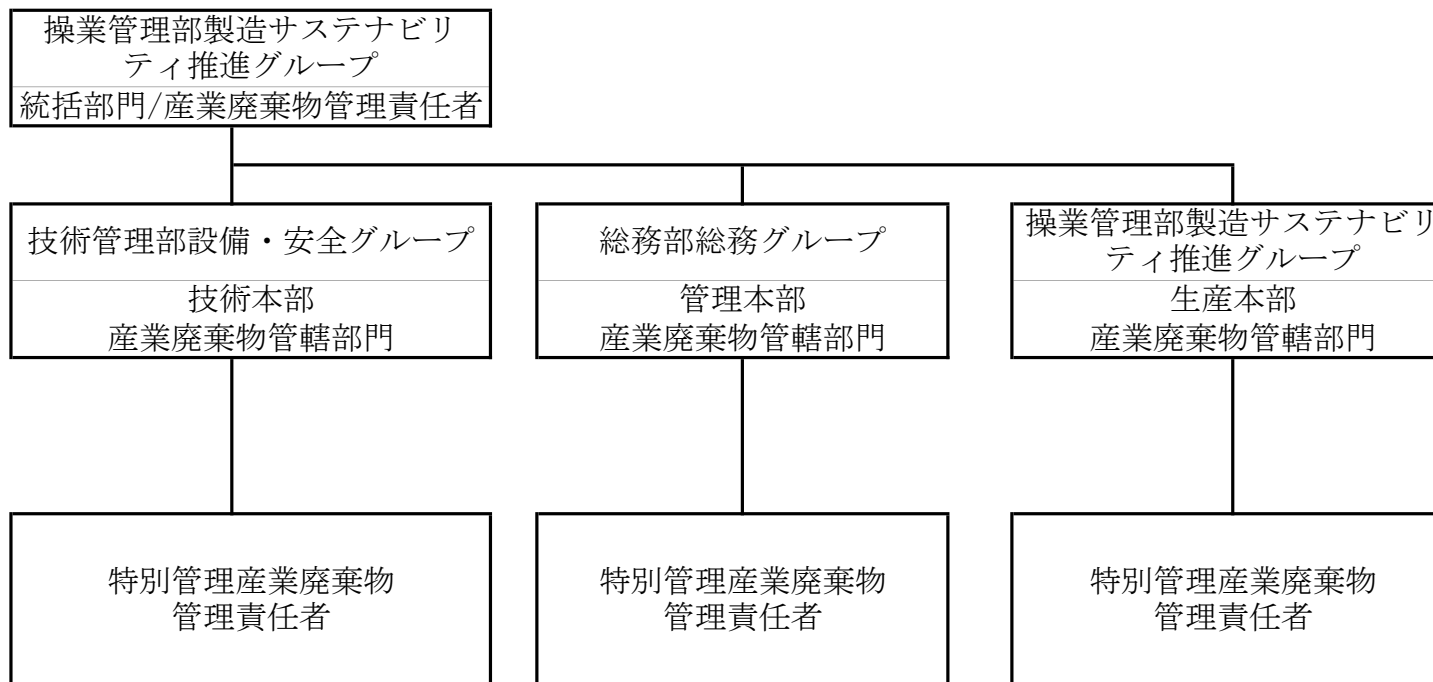 操業管理部製造サステナビリ
ティ推進グループ
統括部門/産業廃棄物管理責任者
技術管理部設備・安全グループ
技術本部
産業廃棄物管轄部門
総務部総務グループ
管理本部
産業廃棄物管轄部門
操業管理部製造サステナビリ
ティ推進グループ
生産本部
産業廃棄物管轄部門
特別管理産業廃棄物
管理責任者
特別管理産業廃棄物
管理責任者
特別管理産業廃棄物
管理責任者